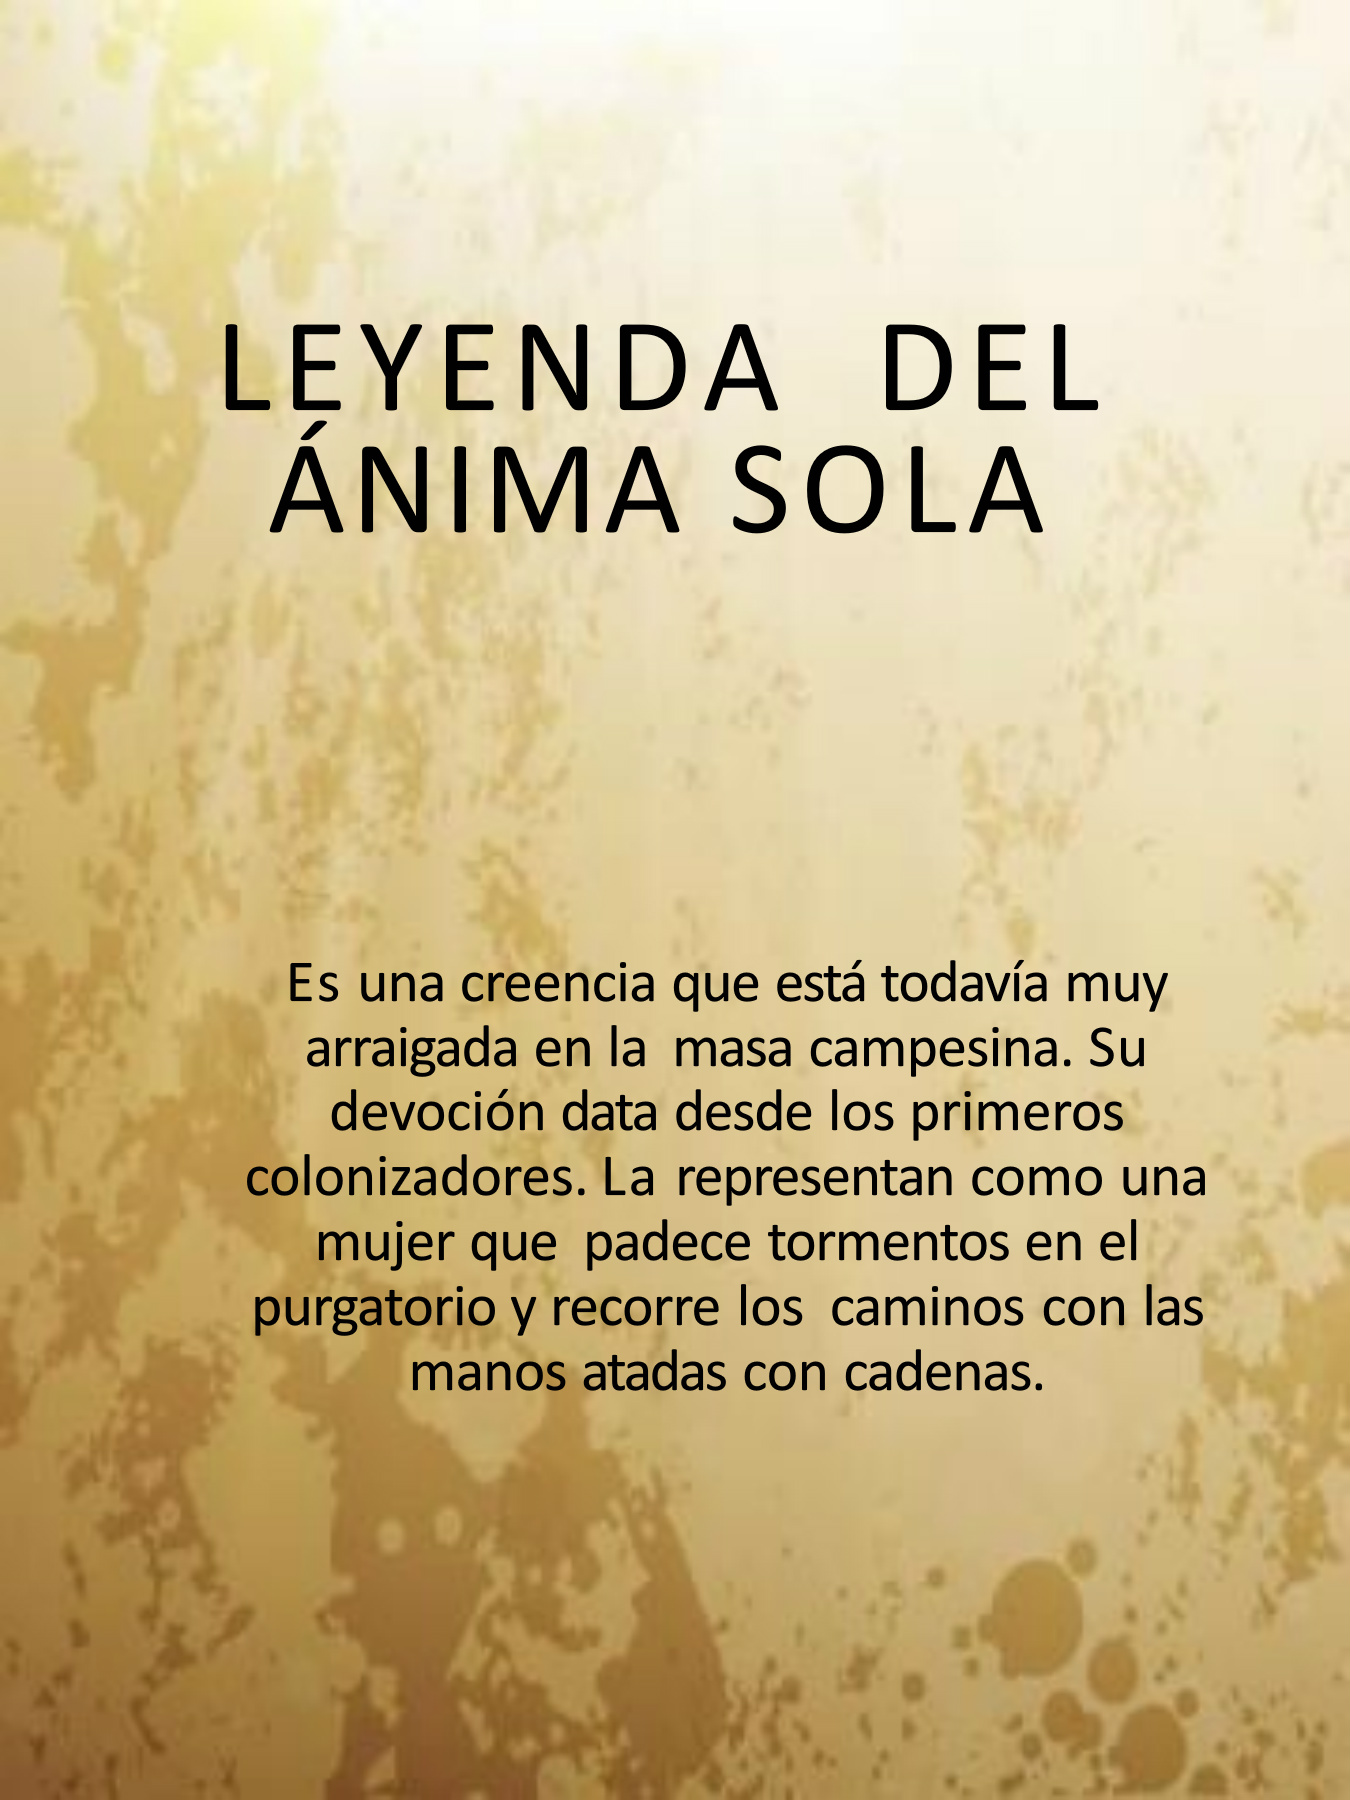 LEYENDA DEL
ÁNIMA SOLA
Es una creencia que está todavía muy
arraigada en la masa campesina. Su
devoción data desde los primeros
colonizadores. La representan como una
mujer que padece tormentos en el
purgatorio y recorre los caminos con las
manos atadas con cadenas.